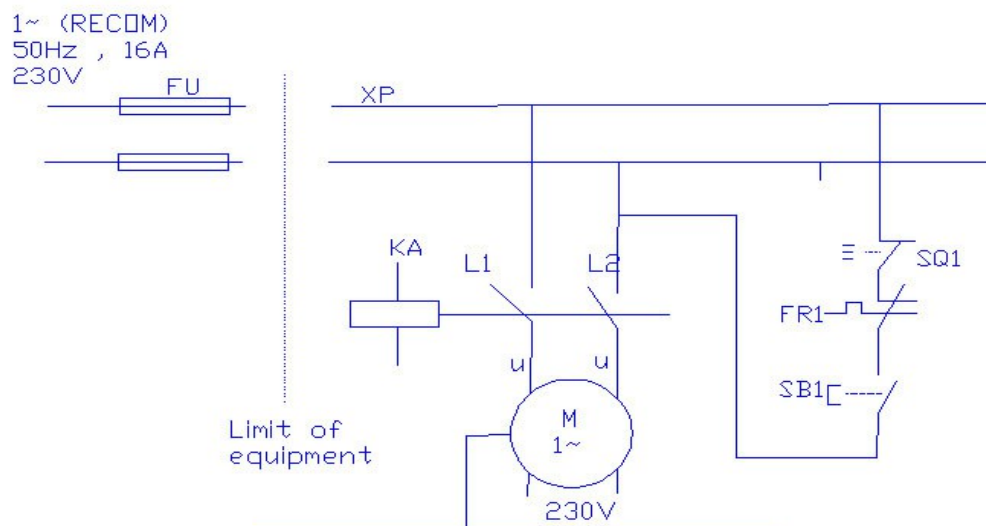 1~ (RECOM)
50Hz , 16A
230V
FU
XP
KA
L1
L2
SQ1
FR1
SB1
u
u
M
1~
Limit of
equipment
230V